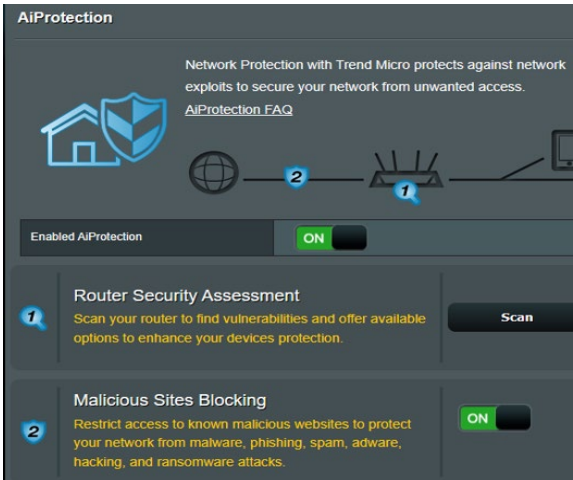 AiProtection
Network Protection with Trend Micro protects against network
exploits to secure your network from unwanted access.
AiProtection FAQ
2
1
Enabled AiProtection
ON
1
Router Security Assessment
Scan your router to find vulnerabilities and offer available
options to enhance your devices protection.
Scan
2
Malicious Sites Blocking
Restrict access to known malicious websites to protect
your network from malware, phishing, spam, adware,
hacking, and ransomware attacks.
ON